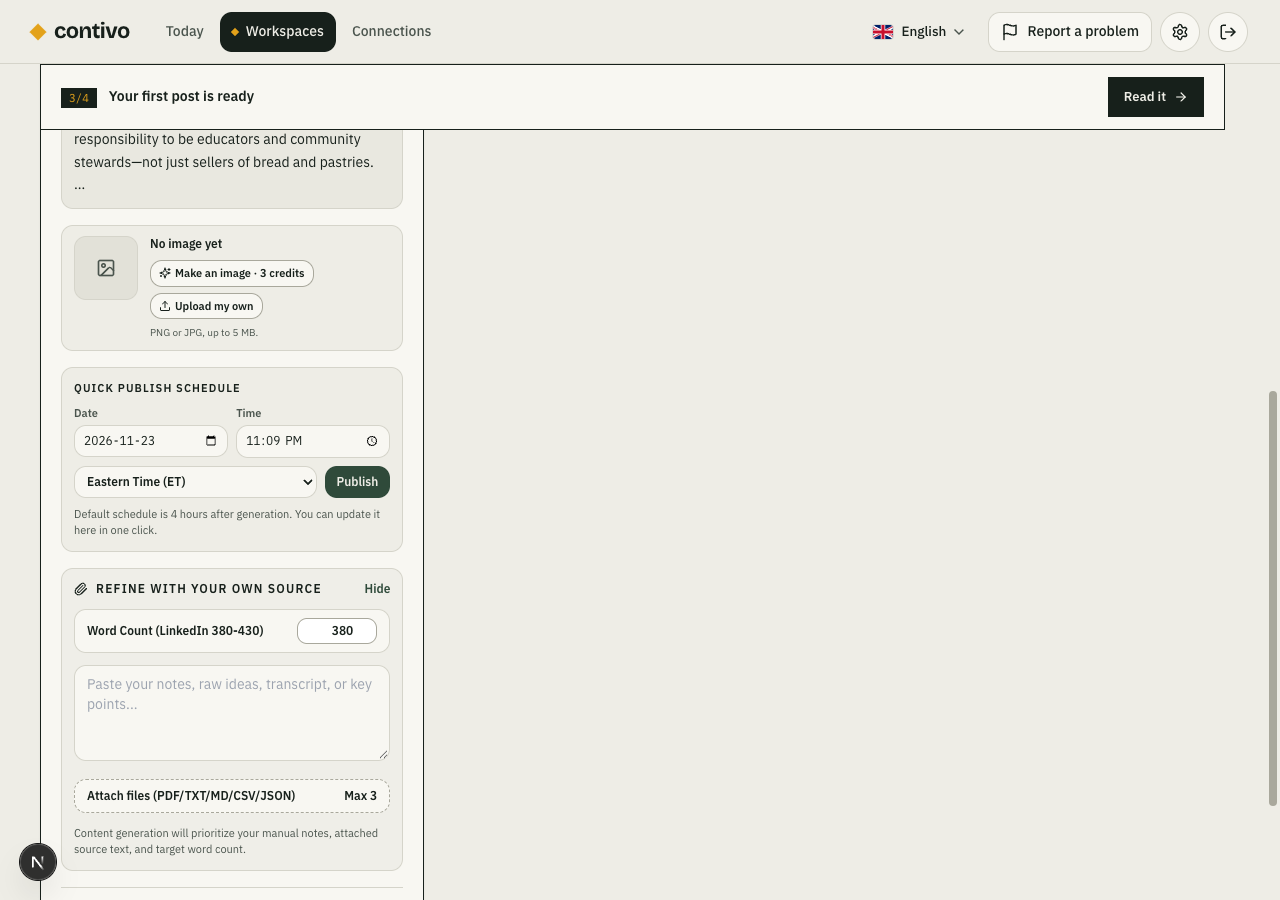 contivo
Today
Workspaces
Connections
English
Report a problem
3/4
Your first post is ready
Read it
responsibility to be educators and community
stewards—not just sellers of bread and pastries.
...
No image yet
Make an image · 3 credits
Upload my own
PNG or JPG, up to 5 MB.
QUICK PUBLISH SCHEDULE
Date
Time
2026-11-23
11:09 PM
Eastern Time (ET)
Publish
Default schedule is 4 hours after generation. You can update it
here in one click.
REFINE WITH YOUR OWN SOURCE
Hide
Word Count (LinkedIn 380-430)
380
Paste your notes, raw ideas, transcript, or key
points...
Attach files (PDF/TXT/MD/CSV/JSON)
Max 3
Content generation will prioritize your manual notes, attached
source text, and target word count.
N